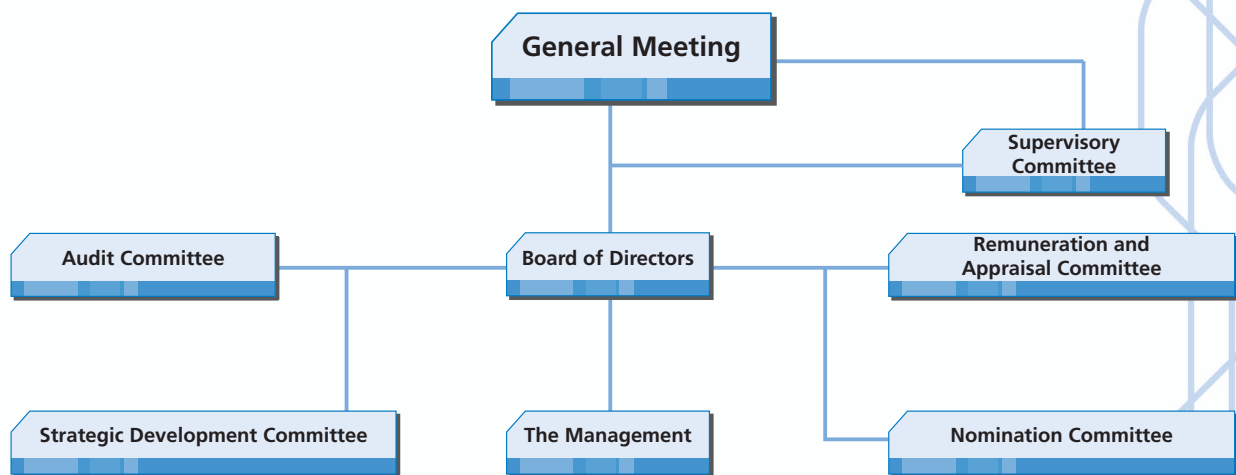 General Meeting
Supervisory
Committee
Audit Committee
Board of Directors
Remuneration and
Appraisal Committee
Strategic Development Committee
The Management
Nomination Committee